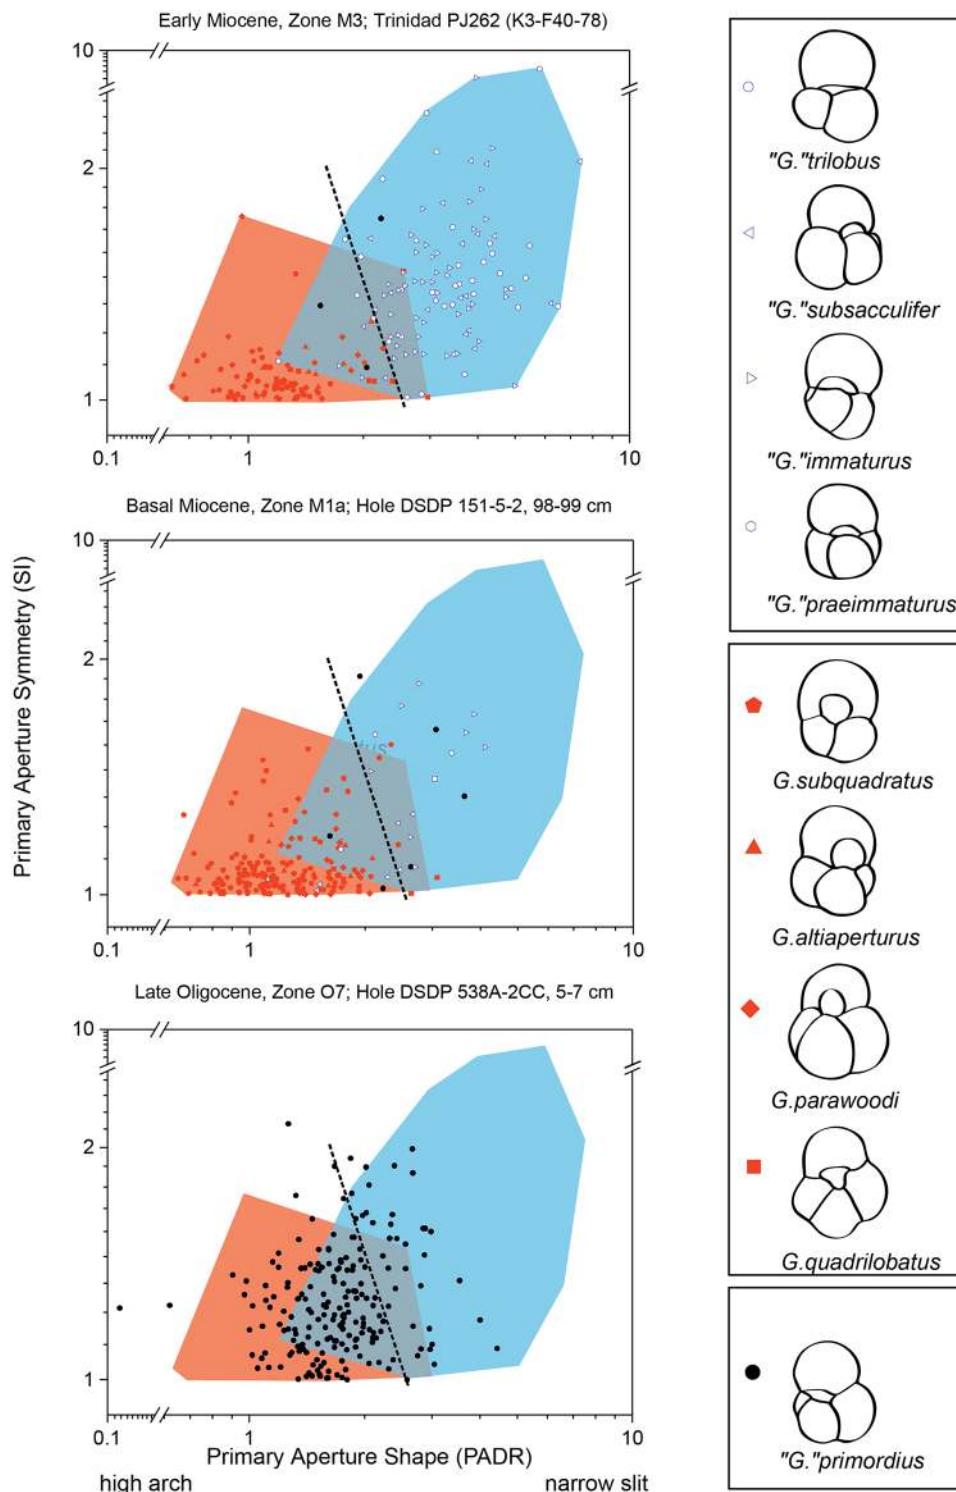 Early Miocene, Zone M3; Trinidad PJ262 (K3-F40-78)
10
2
1
0.1 1 10
Basal Miocene, Zone M1a; Hole DSDP 151-5-2, 98-99 cm
10
2
1
0.1 1 10
Primary Aperture Symmetry (SI)
Late Oligocene, Zone O7; Hole DSDP 538A-2CC, 5-7 cm
10
2
1
0.1 1 10
Primary Aperture Shape (PADR)
high arch narrow slit
"G."trilobus
"G."subsacculifer
"G."immaturus
"G."praeimmaturus
G.subquadratus
G.altiaperturus
G.parawoodi
G.quadrilobatus
"G."primordius